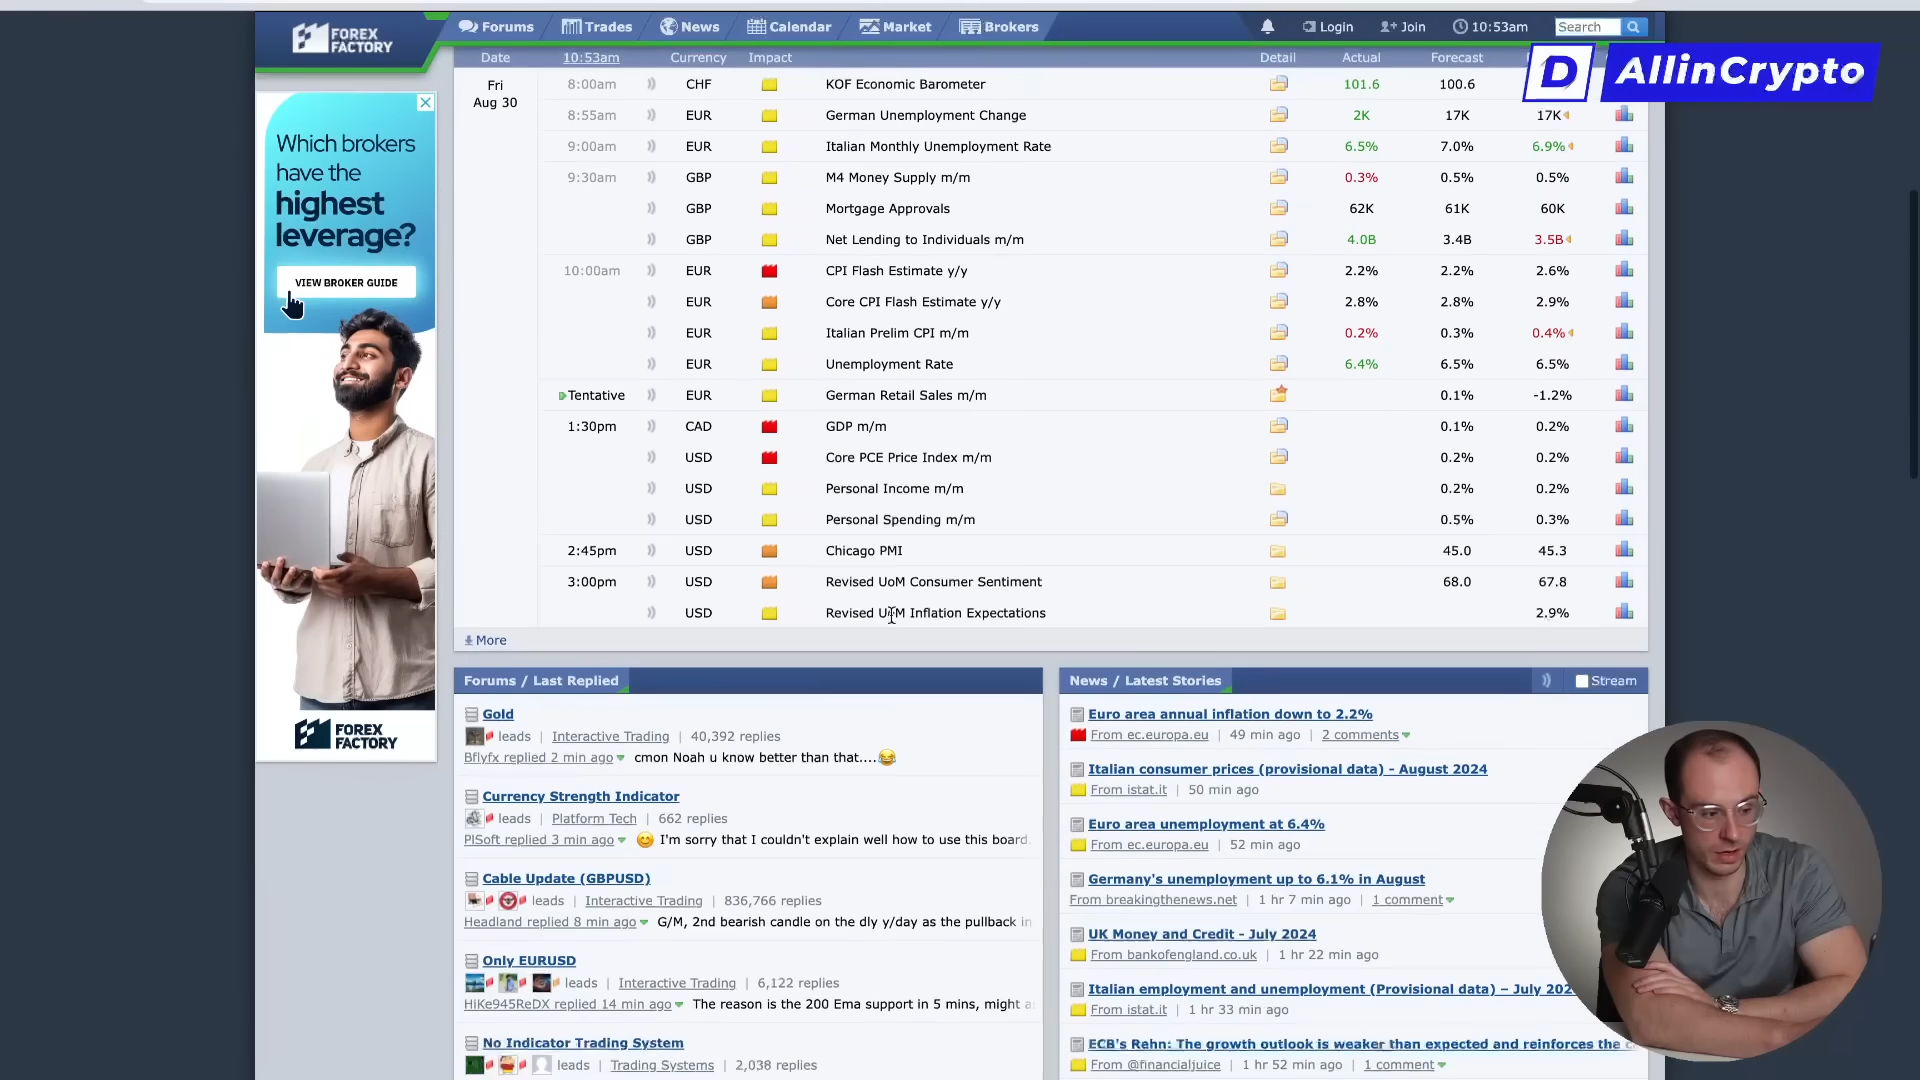 FOREX FACTORY
Forums Trades News Calendar Market Brokers Login Join 10:53am Search
Date 10:53am Currency Impact Detail Actual Forecast
AllinCrypto
Fri
Aug 30
8:00am CHF KOF Economic Barometer 101.6 100.6
8:55am EUR German Unemployment Change 2K 17K 17K
9:00am EUR Italian Monthly Unemployment Rate 6.5% 7.0% 6.9%
9:30am GBP M4 Money Supply m/m 0.3% 0.5% 0.5%
GBP Mortgage Approvals 62K 61K 60K
GBP Net Lending to Individuals m/m 4.0B 3.4B 3.5B
10:00am EUR CPI Flash Estimate y/y 2.2% 2.2% 2.6%
EUR Core CPI Flash Estimate y/y 2.8% 2.8% 2.9%
EUR Italian Prelim CPI m/m 0.2% 0.3% 0.4%
EUR Unemployment Rate 6.4% 6.5% 6.5%
Tentative EUR German Retail Sales m/m 0.1% -1.2%
1:30pm CAD GDP m/m 0.1% 0.2%
USD Core PCE Price Index m/m 0.2% 0.2%
USD Personal Income m/m 0.2% 0.2%
USD Personal Spending m/m 0.5% 0.3%
2:45pm USD Chicago PMI 45.0 45.3
3:00pm USD Revised UoM Consumer Sentiment 68.0 67.8
USD Revised UoM Inflation Expectations 2.9%
More
Which brokers
have the
highest
leverage?
VIEW BROKER GUIDE
FOREX
FACTORY
Forums / Last Replied
Gold
leads | Interactive Trading | 40,392 replies
Bflyfx replied 2 min ago cmon Noah u know better than that....
Currency Strength Indicator
leads | Platform Tech | 662 replies
PlSoft replied 3 min ago I'm sorry that I couldn't explain well how to use this board.
Cable Update (GBPUSD)
leads | Interactive Trading | 836,766 replies
Headland replied 8 min ago G/M, 2nd bearish candle on the dly y/day as the pullback in
Only EURUSD
leads | Interactive Trading | 6,122 replies
HiKe945ReDX replied 14 min ago The reason is the 200 Ema support in 5 mins, might a
No Indicator Trading System
leads | Trading Systems | 2,038 replies
News / Latest Stories Stream
Euro area annual inflation down to 2.2%
From ec.europa.eu | 49 min ago | 2 comments
Italian consumer prices (provisional data) - August 2024
From istat.it | 50 min ago
Euro area unemployment at 6.4%
From ec.europa.eu | 52 min ago
Germany's unemployment up to 6.1% in August
From breakingthenews.net | 1 hr 7 min ago | 1 comment
UK Money and Credit - July 2024
From bankofengland.co.uk | 1 hr 22 min ago
Italian employment and unemployment (Provisional data) – July 202
From istat.it | 1 hr 33 min ago
ECB's Rehn: The growth outlook is weaker than expected and reinforces the
From @financialjuice | 1 hr 52 min ago | 1 comment